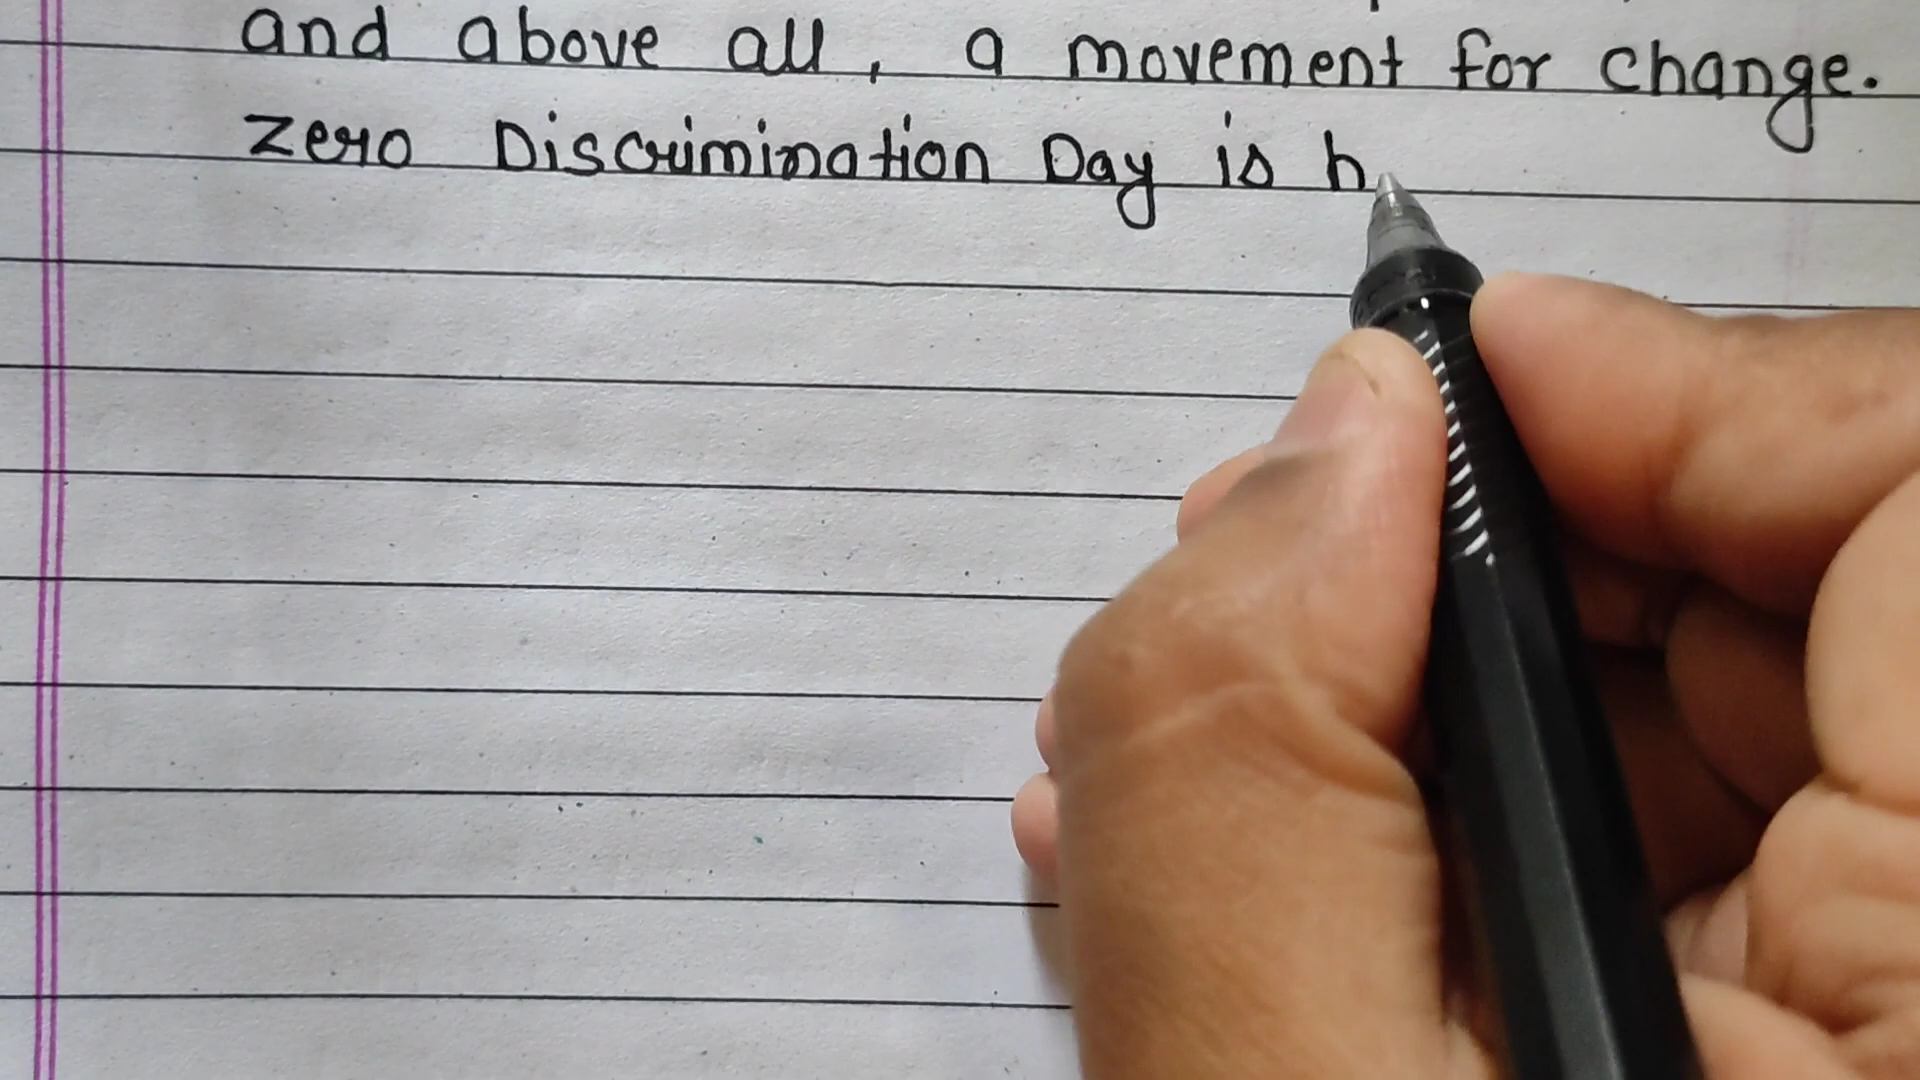 and above all, a movement for change.
Zero Discrimination Day is h